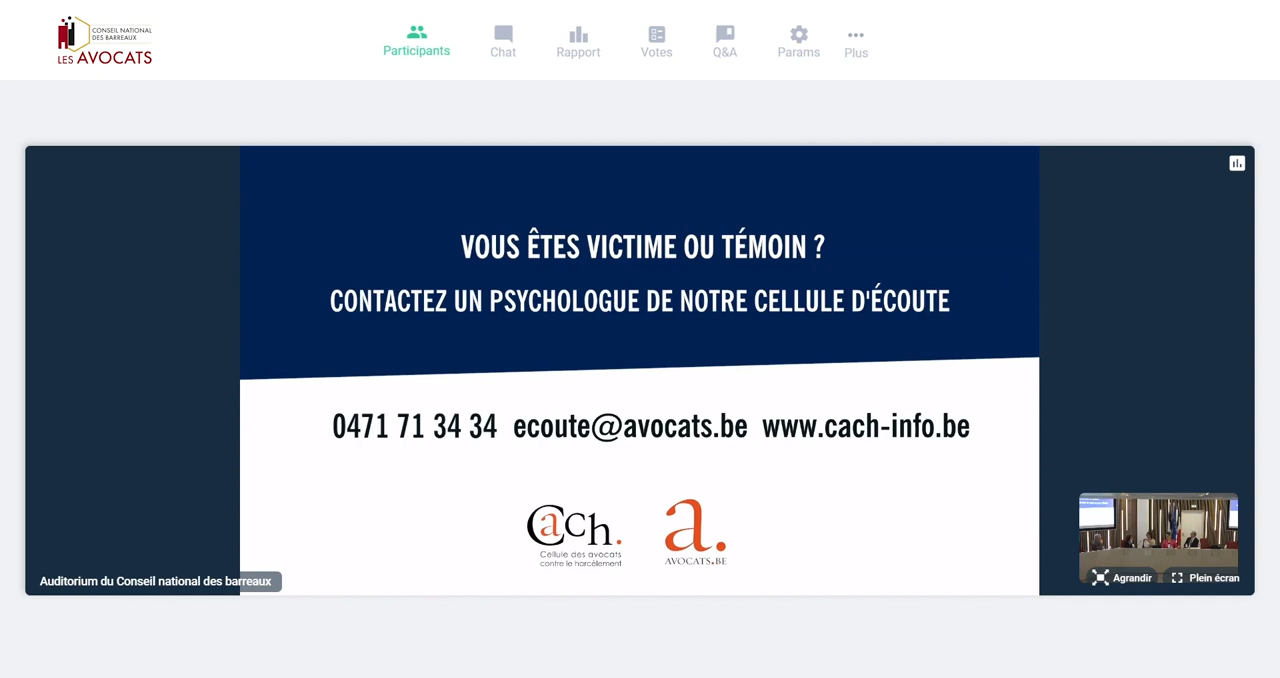 CONSEIL NATIONAL
DES BARREAUX
LES AVOCATS
Participants
Chat
Rapport
Votes
Q&A
Params
Plus
VOUS ÊTES VICTIME OU TÉMOIN ?
CONTACTEZ UN PSYCHOLOGUE DE NOTRE CELLULE D'ÉCOUTE
0471 71 34 34 ecoute@avocats.be www.cach-info.be
Cach.
Cellule des avocats
contre le harcèlement
a.
AVOCATS.BE
Auditorium du Conseil national des barreaux
Agrandir
Plein écran